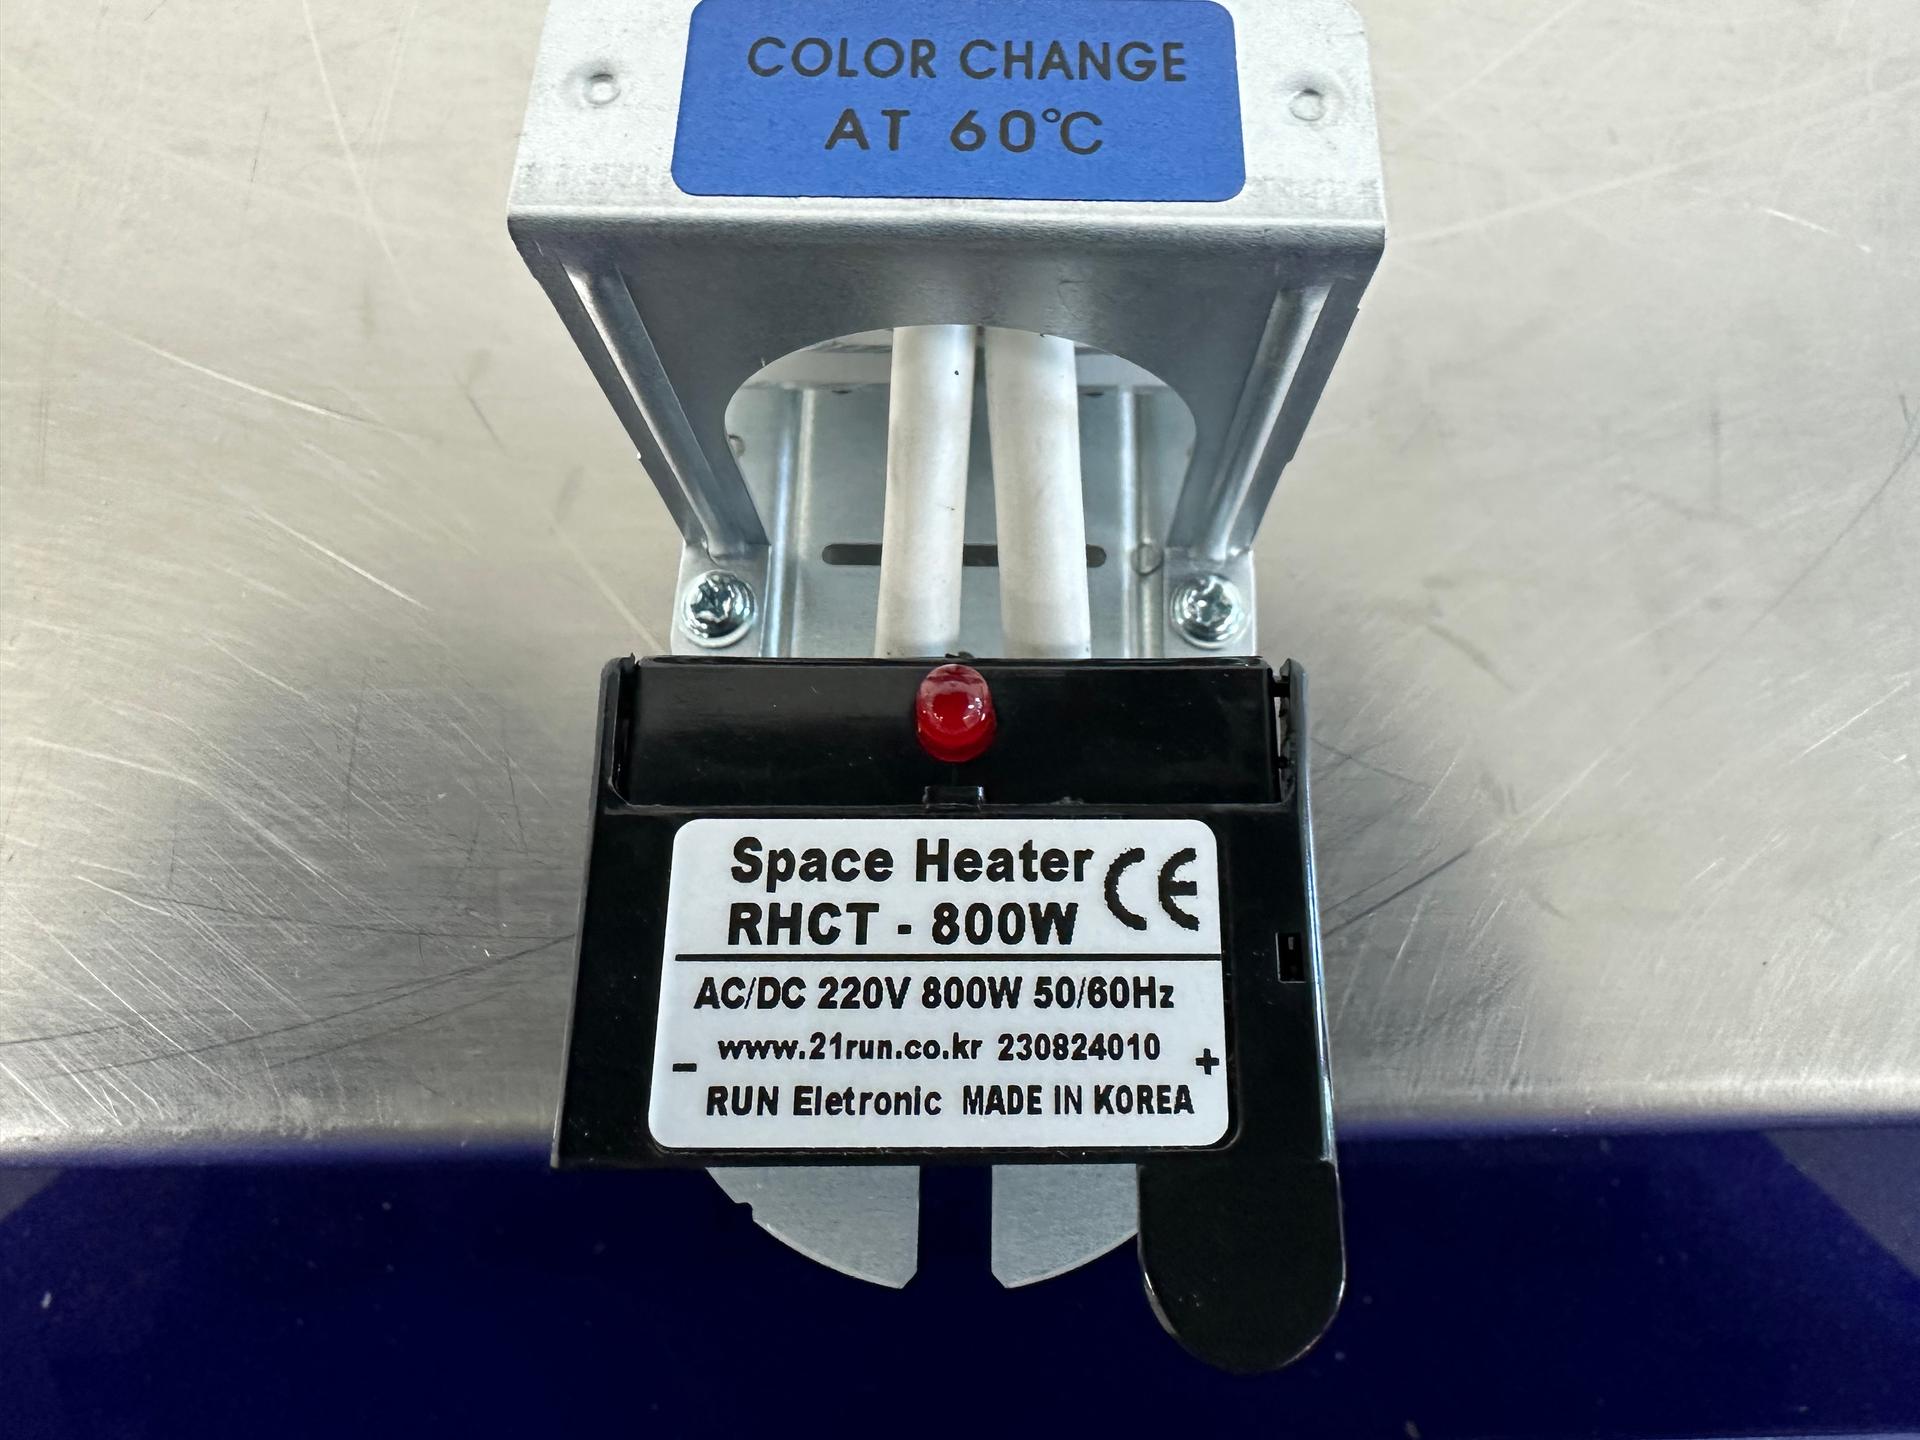 COLOR CHANGE
AT 60°C
Space Heater CE
RHCT - 800W
AC/DC 220V 800W 50/60Hz
www.21run.co.kr 230824010
- +
RUN Eletronic MADE IN KOREA